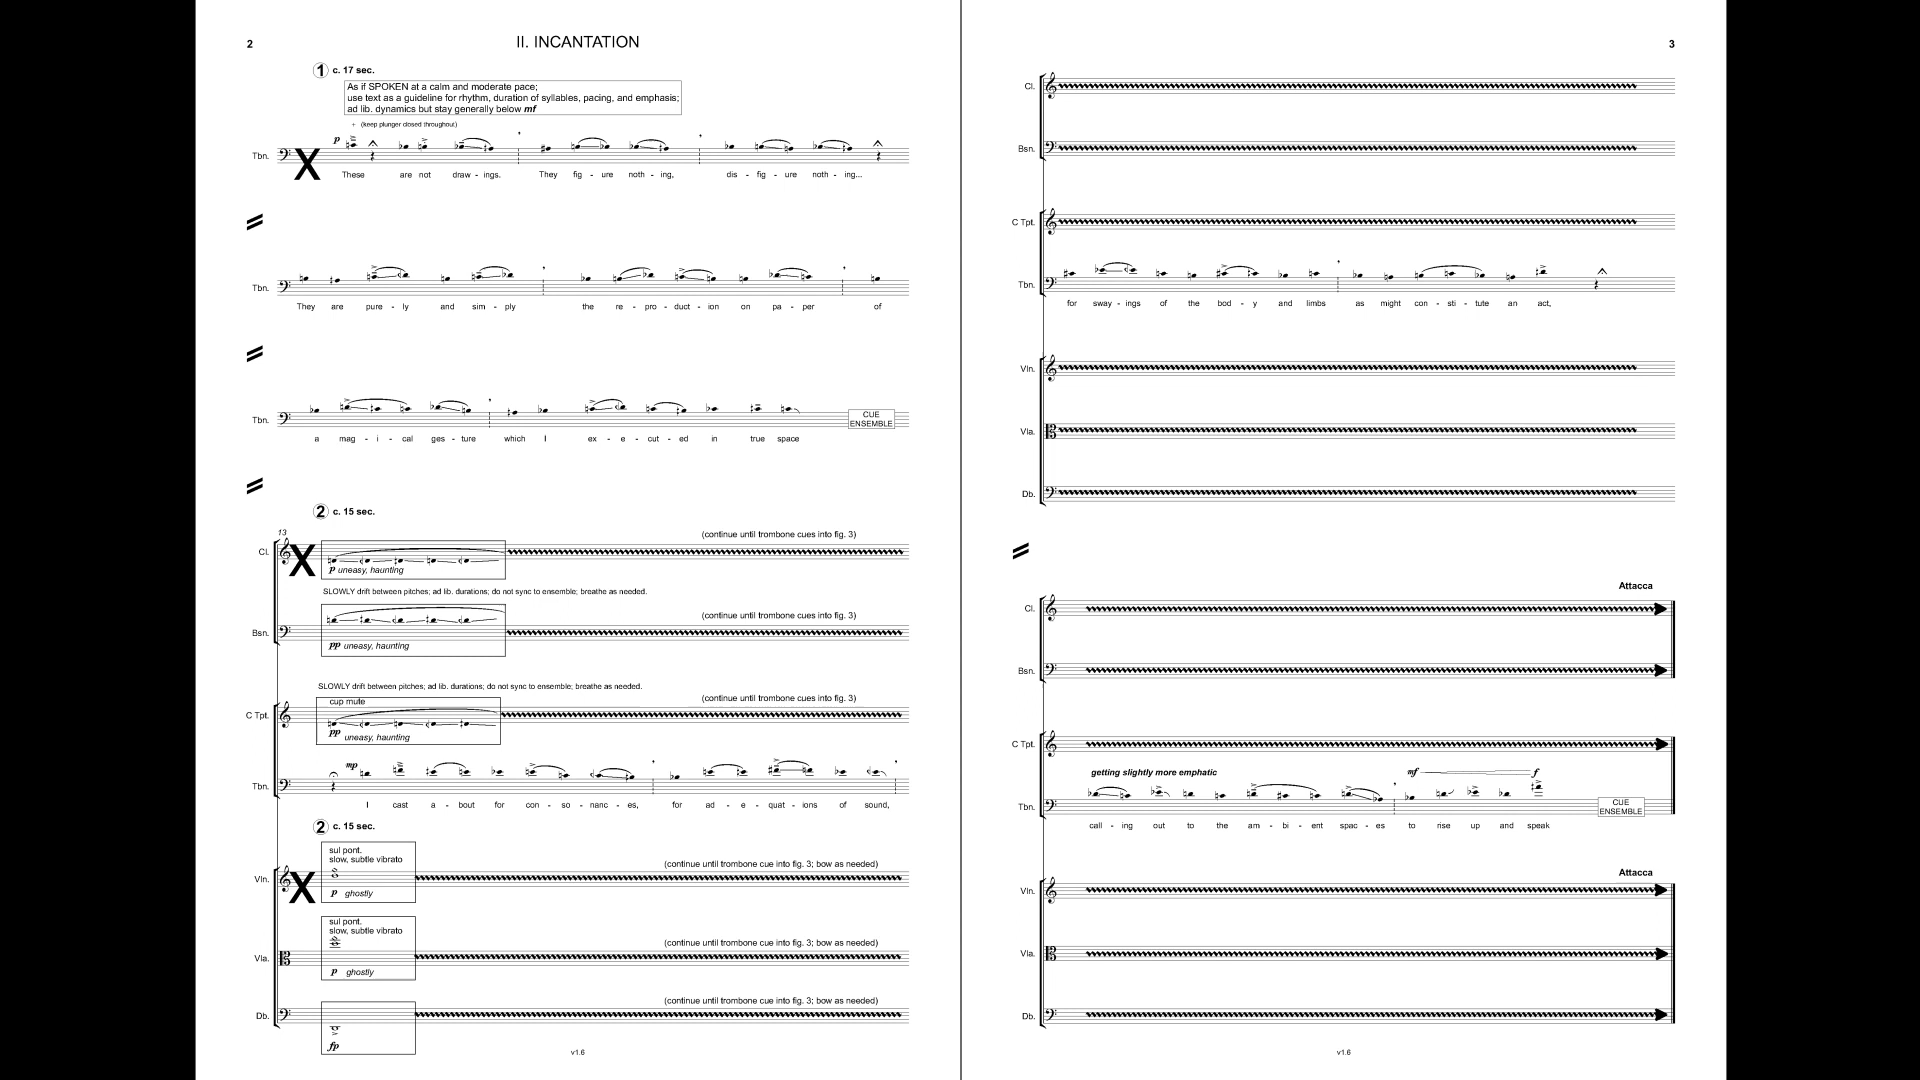 2
II. INCANTATION
1 c. 17 sec.
As if SPOKEN at a calm and moderate pace;
use text as a guideline for rhythm, duration of syllables, pacing, and emphasis;
ad lib. dynamics but stay generally below mf
+ (keep plunger closed throughout)
p
Tbn.
X
These are not draw - ings. They fig - ure noth - ing, dis - fig - ure noth - ing...
Tbn.
They are pure - ly and sim - ply the re - pro - duct - ion on pa - per of
Tbn.
CUE
ENSEMBLE
a mag - i - cal ges - ture which I ex - e - cut - ed in true space
2 c. 15 sec.
13
(continue until trombone cues into fig. 3)
Cl.
X
p uneasy, haunting
SLOWLY drift between pitches; ad lib. durations; do not sync to ensemble; breathe as needed.
(continue until trombone cues into fig. 3)
Bsn.
pp uneasy, haunting
SLOWLY drift between pitches; ad lib. durations; do not sync to ensemble; breathe as needed.
(continue until trombone cues into fig. 3)
cup mute
C Tpt.
pp uneasy, haunting
mp
Tbn.
I cast a - bout for con - so - nanc - es, for ad - e - quat - ions of sound,
2 c. 15 sec.
sul pont.
slow, subtle vibrato
(continue until trombone cue into fig. 3; bow as needed)
Vln.
X
p ghostly
sul pont.
slow, subtle vibrato
(continue until trombone cue into fig. 3; bow as needed)
Vla.
p ghostly
(continue until trombone cue into fig. 3; bow as needed)
Db.
fp
v1.6
3
Cl.
Bsn.
C Tpt.
Tbn.
for sway - ings of the bod - y and limbs as might con - sti - tute an act,
Vln.
Vla.
Db.
Attacca
Cl.
Bsn.
C Tpt.
getting slightly more emphatic mf f
Tbn.
CUE
ENSEMBLE
call - ing out to the am - bi - ent spac - es to rise up and speak
Attacca
Vln.
Vla.
Db.
v1.6